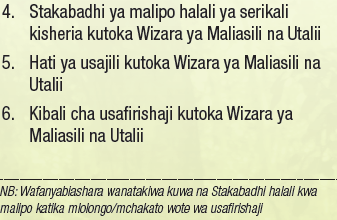 4. Stakabadhi ya malipo halali ya serikali
kisheria kutoka Wizara ya Maliasili na Utalii
5. Hati ya usajili kutoka Wizara ya Maliasili na
Utalii
6. Kibali cha usafirishaji kutoka Wizara ya
Maliasili na Utalii
NB: Wafanyablashara wanatakiwa kuwa na Stakabadhi halali kwa
malipo katika mlolongo/mchakato wote wa usafirishaji